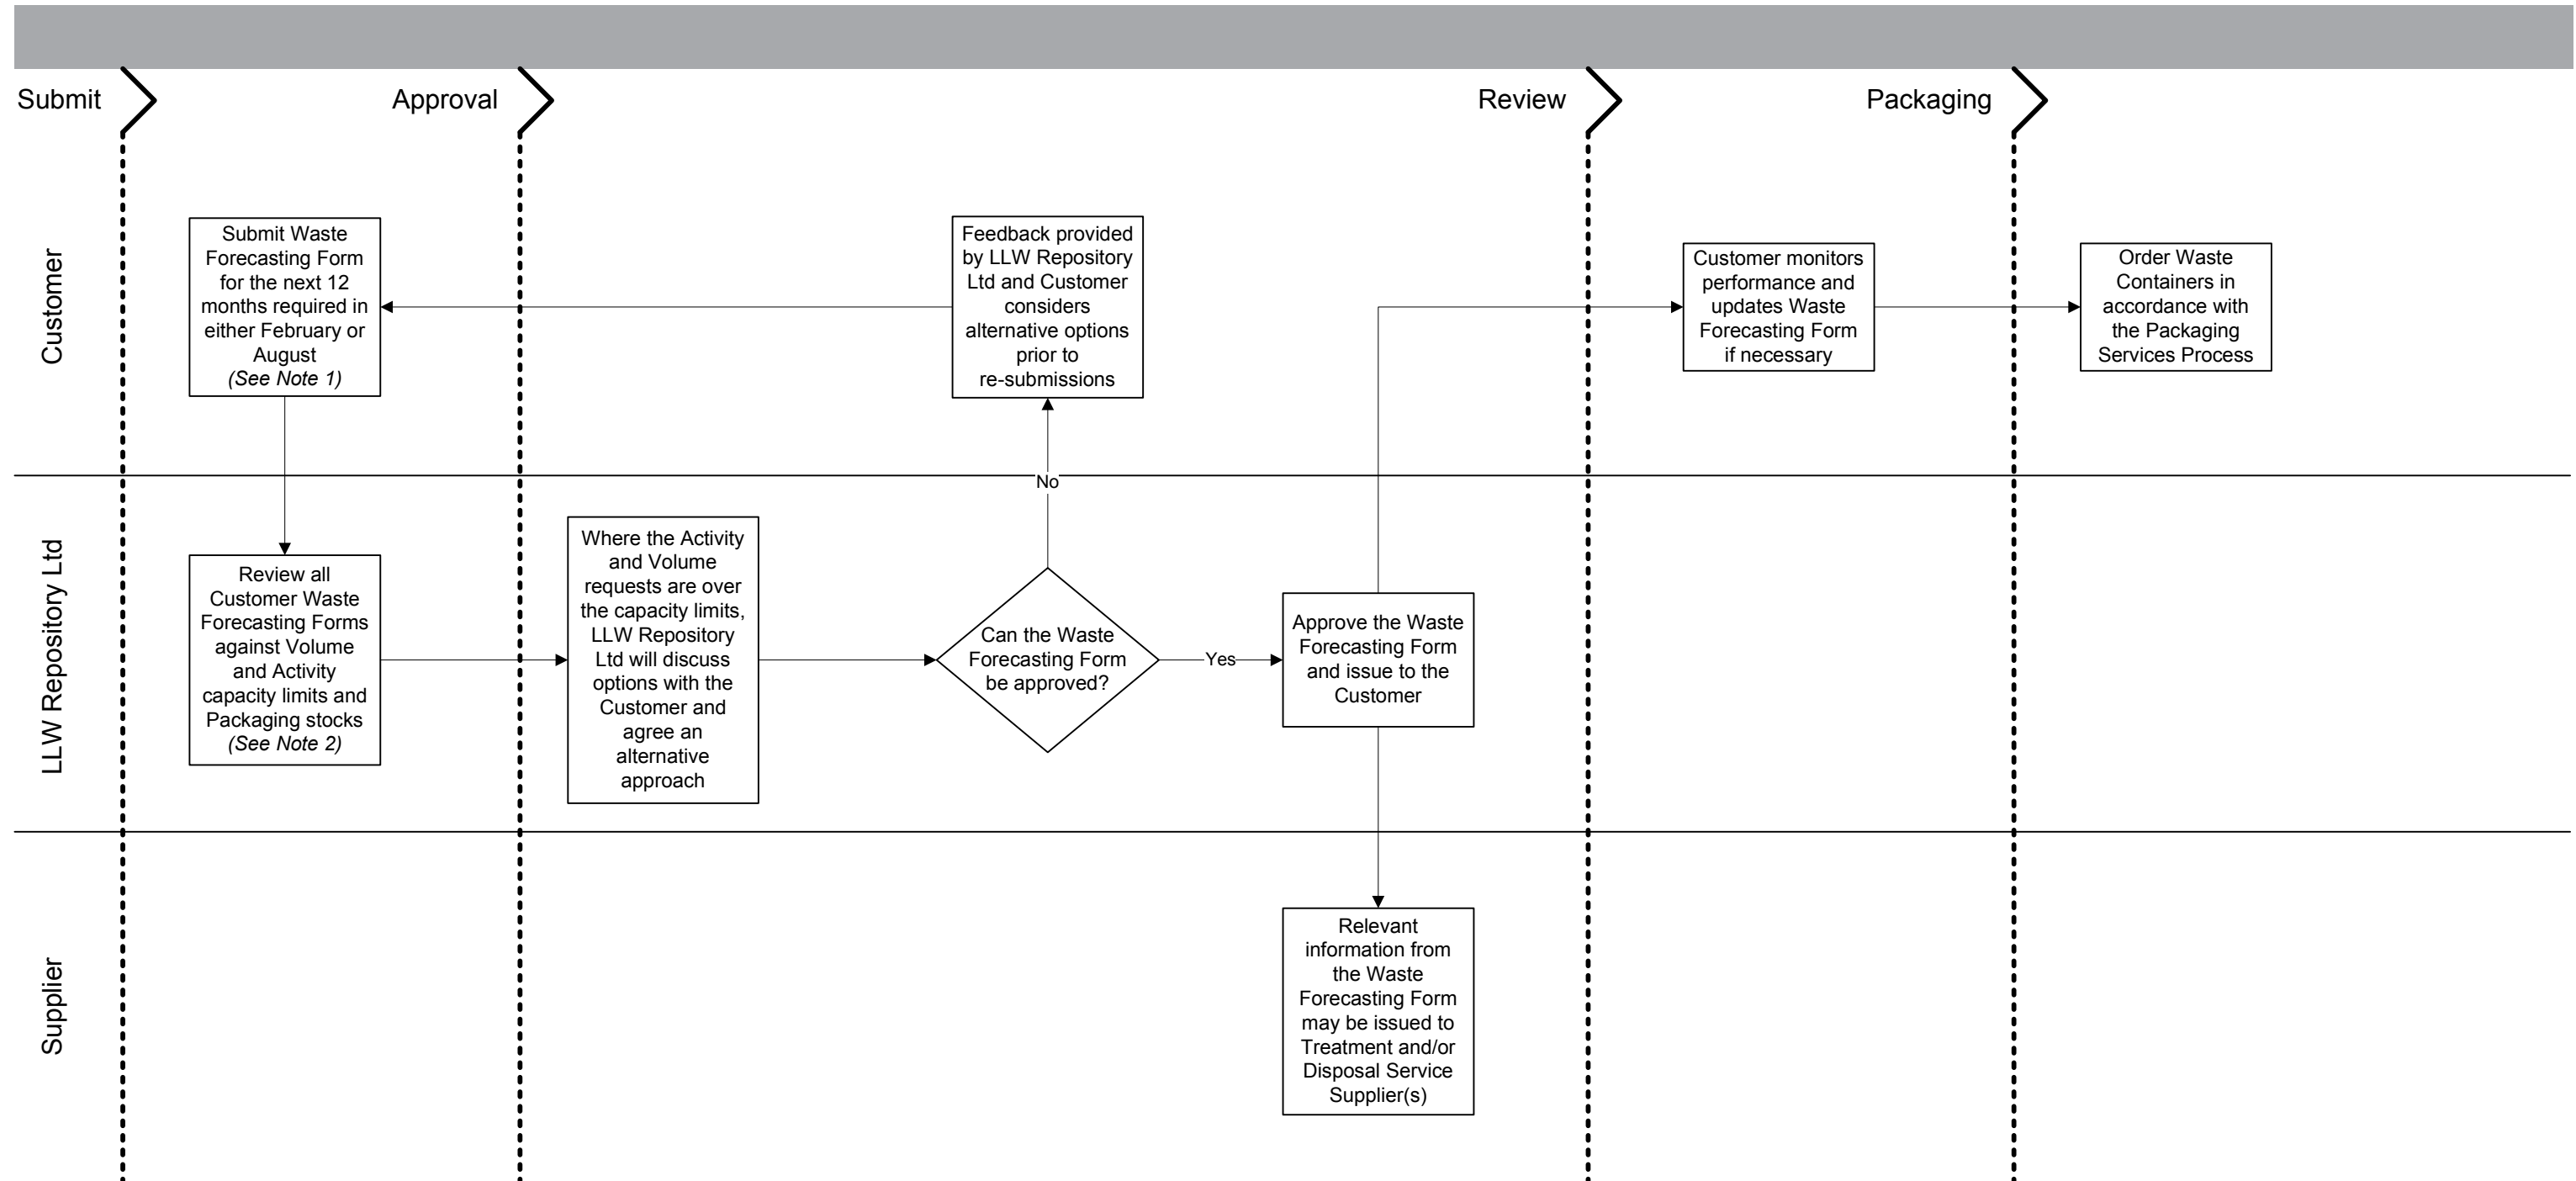 Submit
Approval
Review
Packaging
Customer
Submit Waste
Forecasting Form
for the next 12
months required in
either February or
August
(See Note 1)
Feedback provided
by LLW Repository
Ltd and Customer
considers
alternative options
prior to
re-submissions
Customer monitors
performance and
updates Waste
Forecasting Form
if necessary
Order Waste
Containers in
accordance with
the Packaging
Services Process
No
LLW Repository Ltd
Review all
Customer Waste
Forecasting Forms
against Volume
and Activity
capacity limits and
Packaging stocks
(See Note 2)
Where the Activity
and Volume
requests are over
the capacity limits,
LLW Repository
Ltd will discuss
options with the
Customer and
agree an
alternative
approach
Can the Waste
Forecasting Form
be approved?
Yes
Approve the Waste
Forecasting Form
and issue to the
Customer
Supplier
Relevant
information from
the Waste
Forecasting Form
may be issued to
Treatment and/or
Disposal Service
Supplier(s)